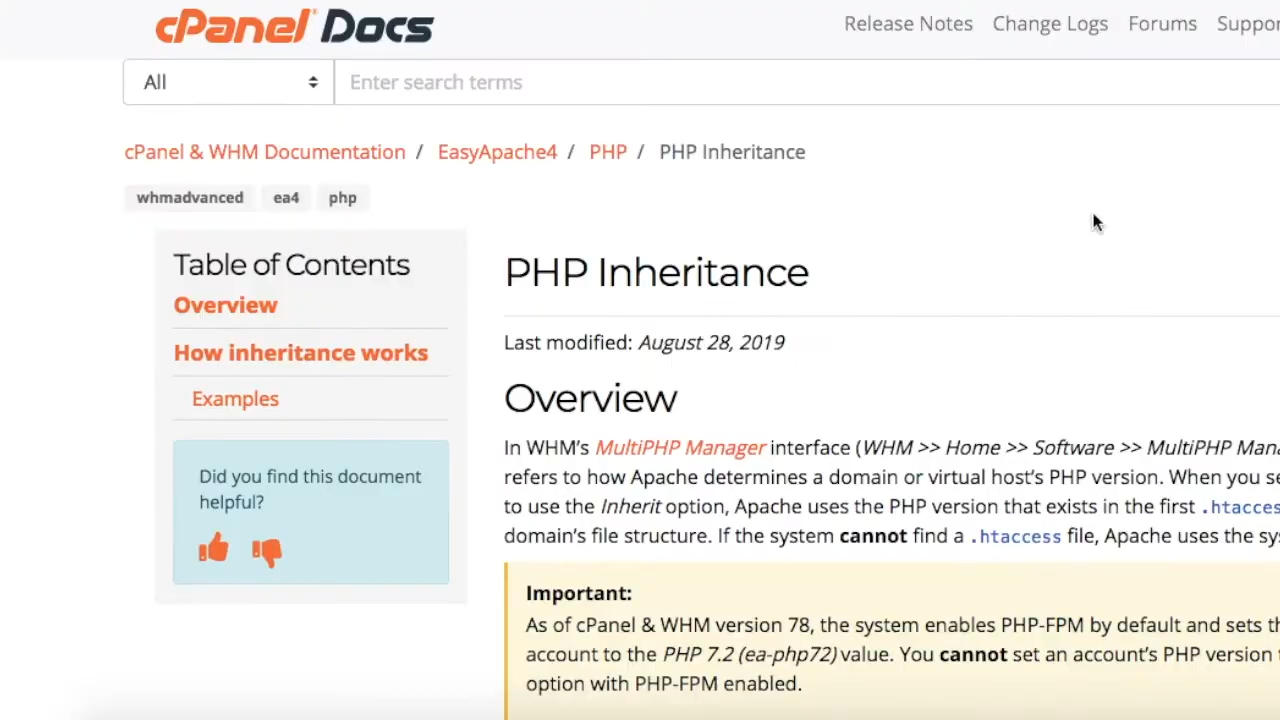 cPanel Docs
Release Notes Change Logs Forums
All Enter search terms
cPanel & WHM Documentation / EasyApache4 / PHP / PHP Inheritance
whmadvanced ea4 php
Table of Contents
Overview
How inheritance works
Examples
Did you find this document
helpful?
PHP Inheritance
Last modified: August 28, 2019
Overview
In WHM's MultiPHP Manager interface (WHM >> Home >> Software >> MultiPHP
refers to how Apache determines a domain or virtual host's PHP version. When you
to use the Inherit option, Apache uses the PHP version that exists in the first
domain's file structure. If the system cannot find a .htaccess file, Apache uses the
Important:
As of cPanel & WHM version 78, the system enables PHP-FPM by default and sets
account to the PHP 7.2 (ea-php72) value. You cannot set an account's PHP version
option with PHP-FPM enabled.